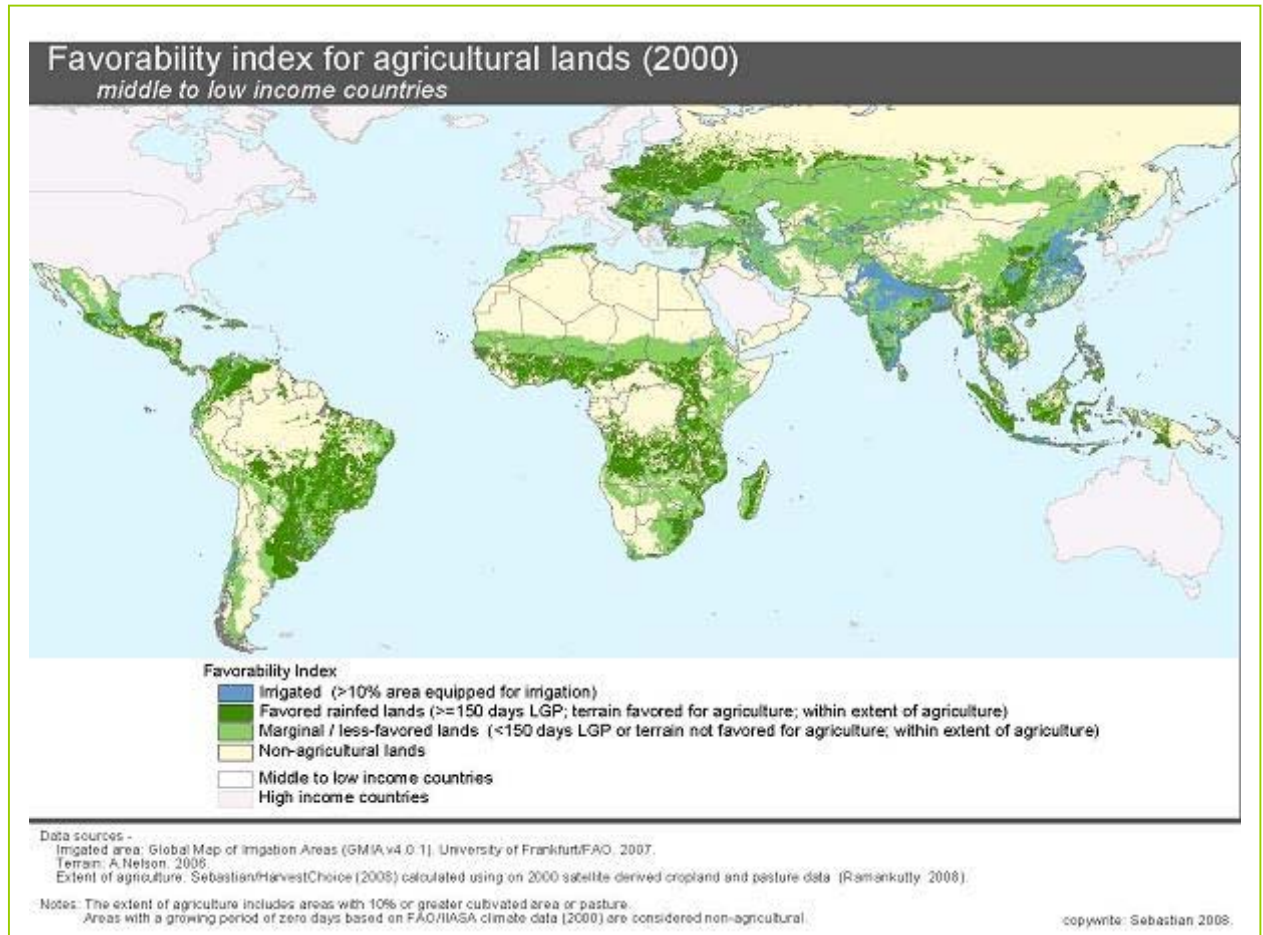 Favorability index for agricultural lands (2000)
middle to low income countries
Favorability Index
Irrigated (>10% area equipped for irrigation)
Favored rainfed lands (>=150 days LGP; terrain favored for agriculture; within extent of agriculture)
Marginal / less-favored lands (<150 days LGP or terrain not favored for agriculture; within extent of agriculture)
Non-agricultural lands
Middle to low income countries
High income countries
Data sources -
Irrigated area: Global Map of Irrigation Areas (GMIA v4.0.1). University of Frankfurt/FAO. 2007.
Terrain: A.Nelson. 2006.
Extent of agriculture: Sebastian/HarvestChoice (2008) calculated using on 2000 satellite derived cropland and pasture data (Ramankutty. 2008).
Notes: The extent of agriculture includes areas with 10% or greater cultivated area or pasture.
Areas with a growing period of zero days based on FAO/IIASA climate data (2000) are considered non-agricultural.
copywrite: Sebastian 2008.